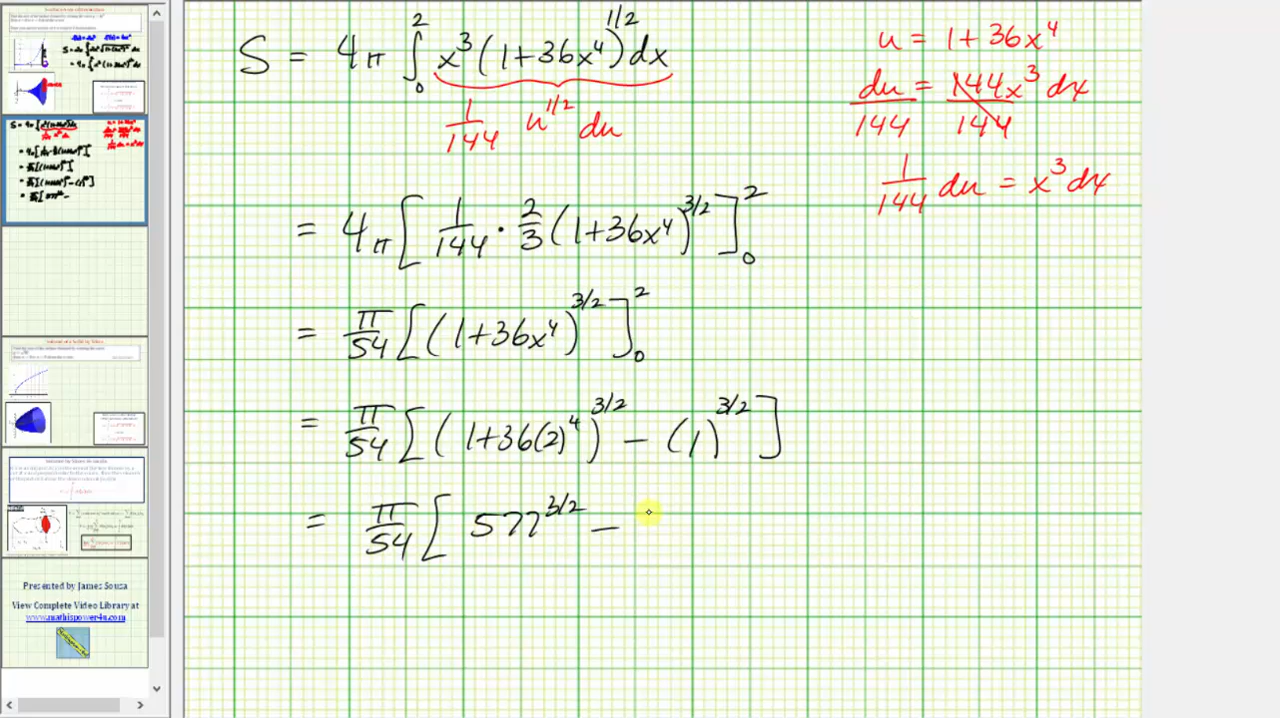 S = 4π ∫₀² x³(1+36x⁴)^{1/2} dx
1/144 u^{1/2} du
u = 1+36x⁴
du/144 = 144x³ dx/144
1/144 du = x³ dx
= 4π[1/144 · 2/3 (1+36x⁴)^{3/2}]₀²
= π/54 [(1+36x⁴)^{3/2}]₀²
= π/54 [(1+36(2)⁴)^{3/2} − (1)^{3/2}]
= π/54 [577^{3/2} −
Presented by James Sousa
View Complete Video Library at
www.mathispower4u.com